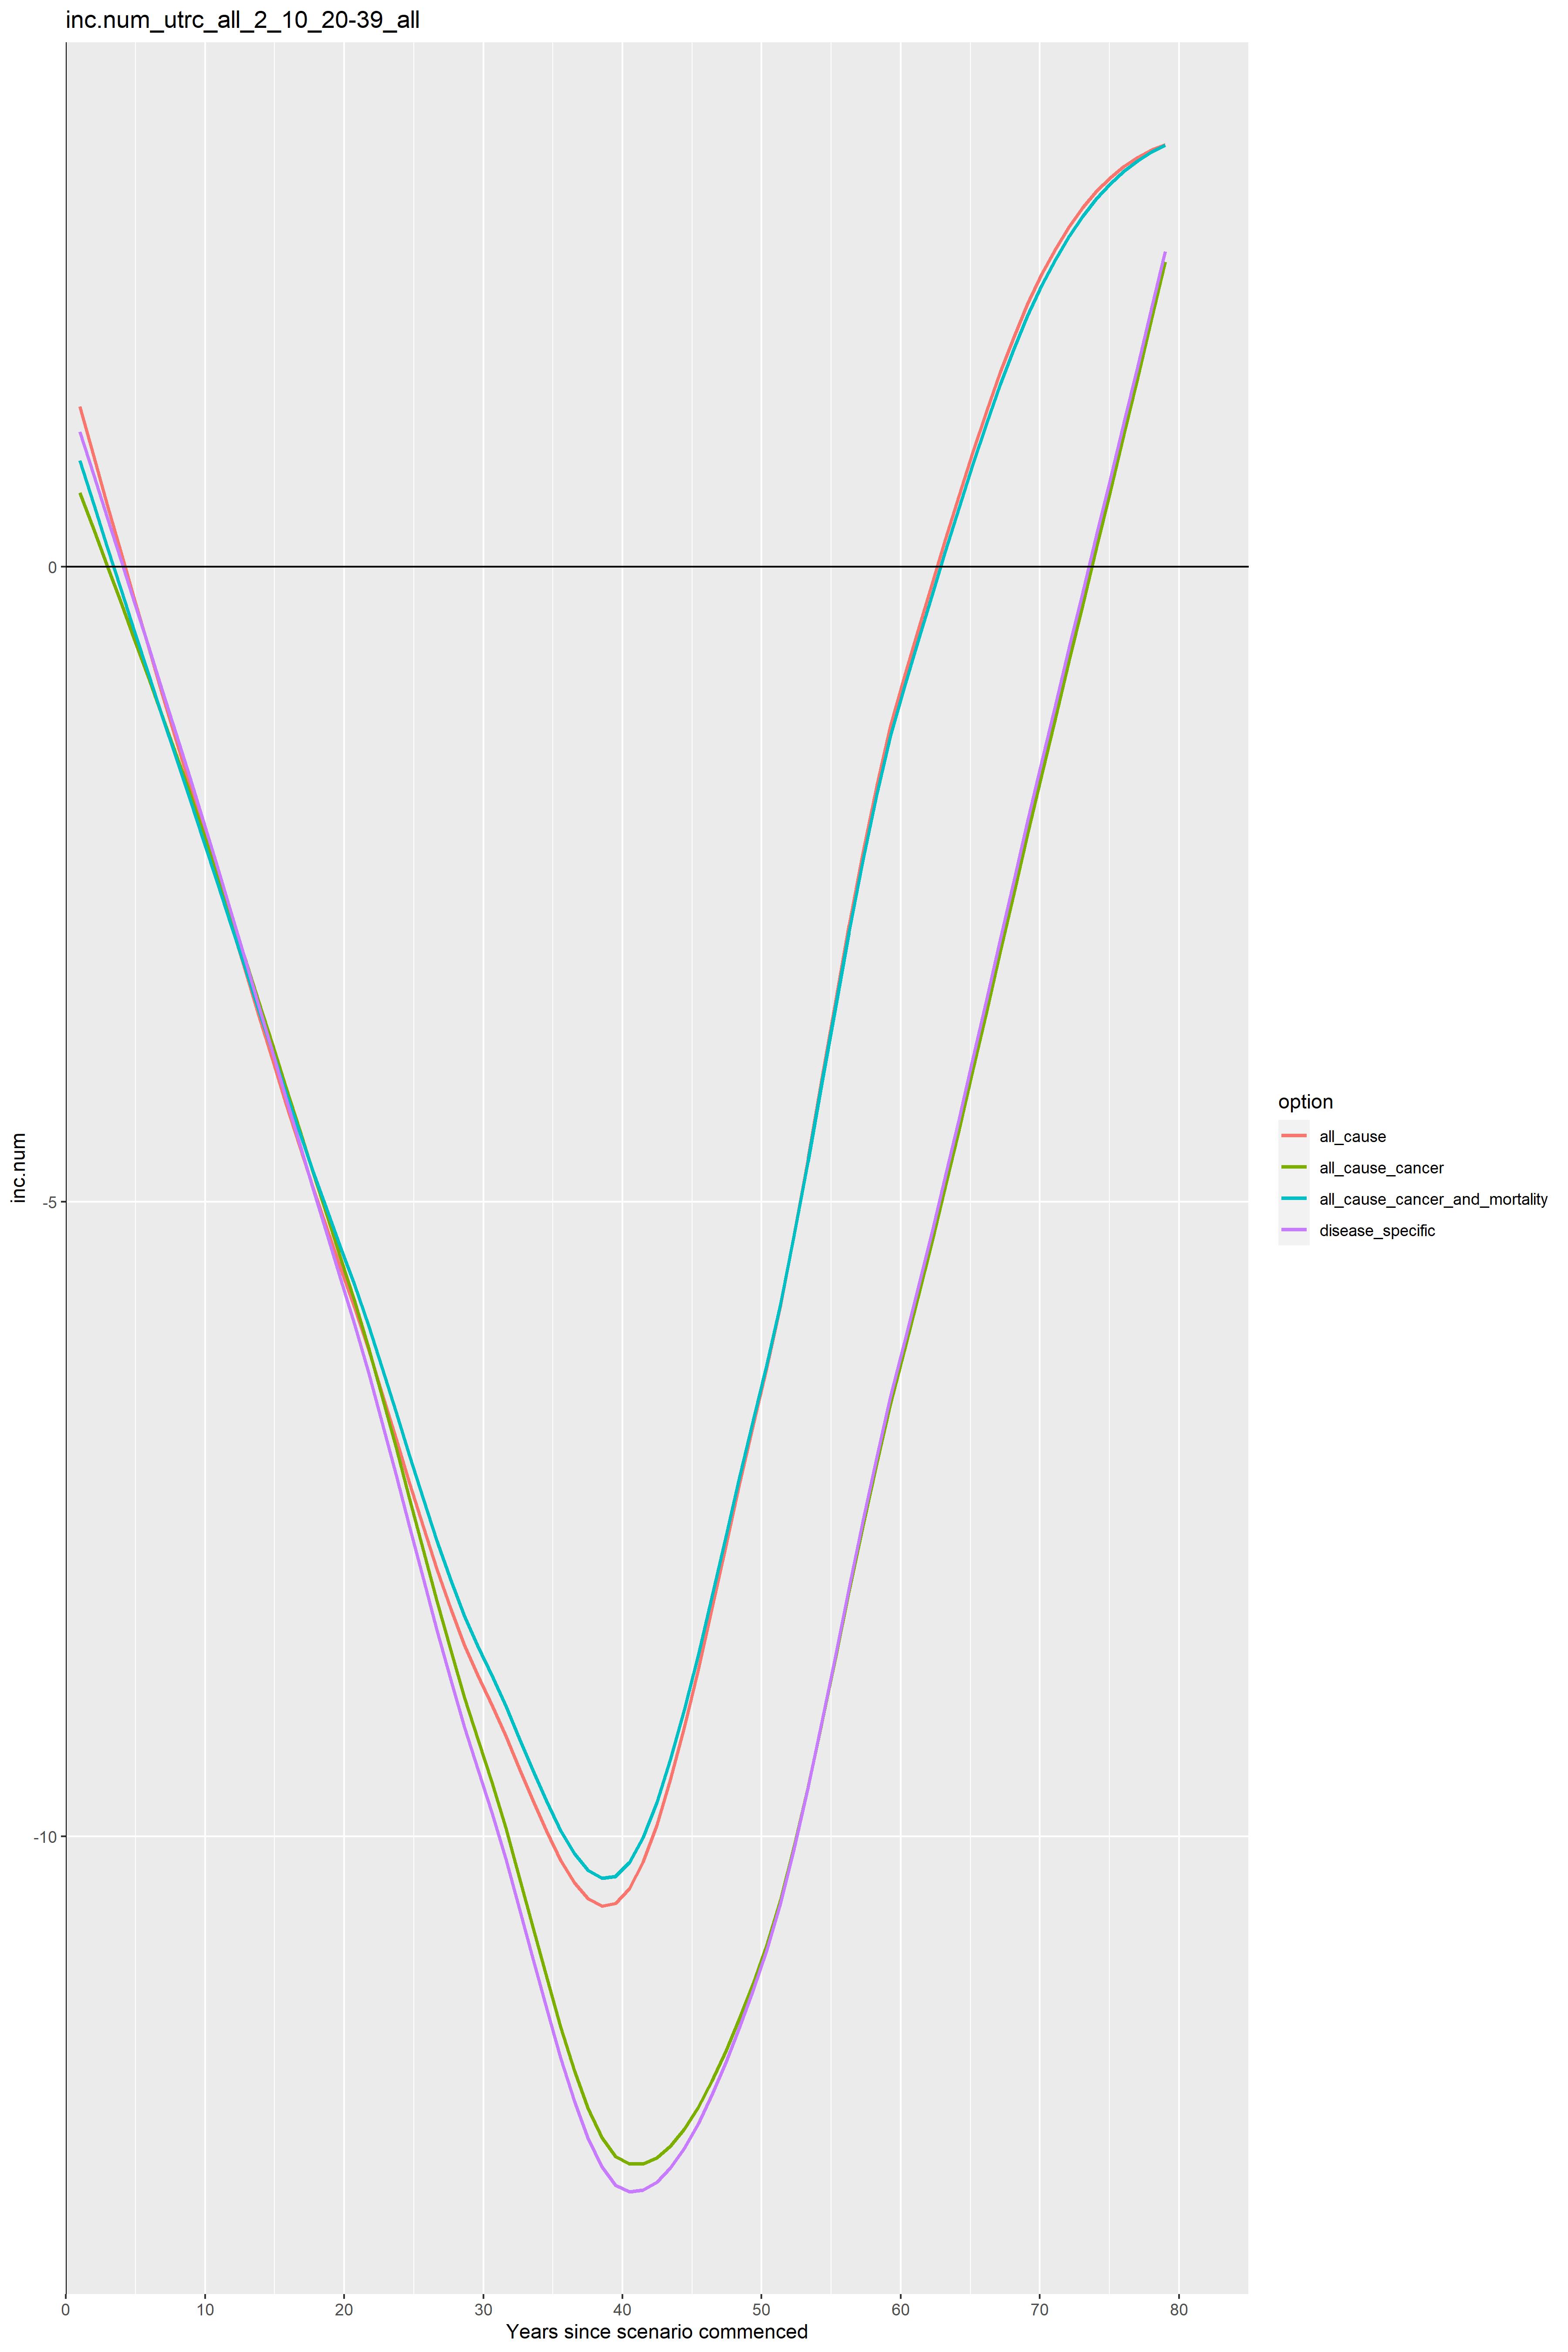 inc.num_utrc_all_2_10_20-39_all
0
-5
-10
inc.num
0 10 20 30 40 50 60 70 80
Years since scenario commenced
option
all_cause
all_cause_cancer
all_cause_cancer_and_mortality
disease_specific